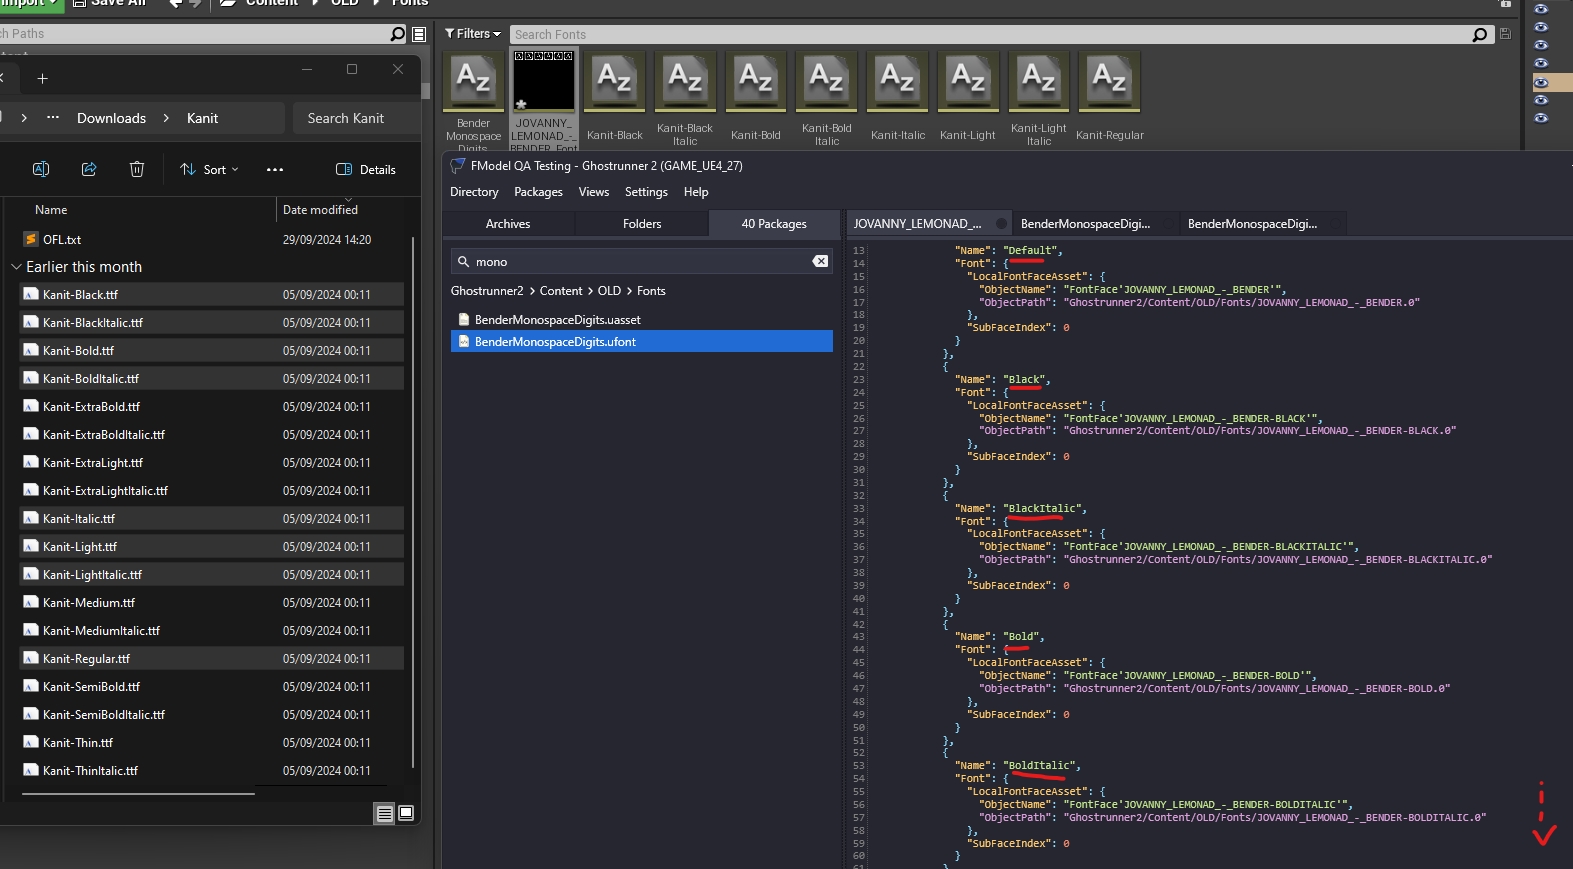 Import
Save All
Content
OLD
Fonts
ch Paths
Filters
Search Fonts
Bender Monospace Digits
JOVANNY_ LEMONAD_-_ BENDER_Font
Kanit-Black
Kanit-Black Italic
Kanit-Bold
Kanit-Bold Italic
Kanit-Italic
Kanit-Light
Kanit-Light Italic
Kanit-Regular
Downloads > Kanit
Search Kanit
Sort
Details
Name
Date modified
OFL.txt 29/09/2024 14:20
Earlier this month
Kanit-Black.ttf 05/09/2024 00:11
Kanit-BlackItalic.ttf 05/09/2024 00:11
Kanit-Bold.ttf 05/09/2024 00:11
Kanit-BoldItalic.ttf 05/09/2024 00:11
Kanit-ExtraBold.ttf 05/09/2024 00:11
Kanit-ExtraBoldItalic.ttf 05/09/2024 00:11
Kanit-ExtraLight.ttf 05/09/2024 00:11
Kanit-ExtraLightItalic.ttf 05/09/2024 00:11
Kanit-Italic.ttf 05/09/2024 00:11
Kanit-Light.ttf 05/09/2024 00:11
Kanit-LightItalic.ttf 05/09/2024 00:11
Kanit-Medium.ttf 05/09/2024 00:11
Kanit-MediumItalic.ttf 05/09/2024 00:11
Kanit-Regular.ttf 05/09/2024 00:11
Kanit-SemiBold.ttf 05/09/2024 00:11
Kanit-SemiBoldItalic.ttf 05/09/2024 00:11
Kanit-Thin.ttf 05/09/2024 00:11
Kanit-ThinItalic.ttf 05/09/2024 00:11
FModel QA Testing - Ghostrunner 2 (GAME_UE4_27)
Directory Packages Views Settings Help
Archives Folders 40 Packages
mono
Ghostrunner2 > Content > OLD > Fonts
BenderMonospaceDigits.uasset
BenderMonospaceDigits.ufont
JOVANNY_LEMONAD_... BenderMonospaceDigi... BenderMonospaceDigi...
13 "Name": "Default",
14 "Font": {
15 "LocalFontFaceAsset": {
16 "ObjectName": "FontFace'JOVANNY_LEMONAD_-_BENDER'",
17 "ObjectPath": "Ghostrunner2/Content/OLD/Fonts/JOVANNY_LEMONAD_-_BENDER.0"
18 },
19 "SubFaceIndex": 0
20 }
21 },
22 {
23 "Name": "Black",
24 "Font": {
25 "LocalFontFaceAsset": {
26 "ObjectName": "FontFace'JOVANNY_LEMONAD_-_BENDER-BLACK'",
27 "ObjectPath": "Ghostrunner2/Content/OLD/Fonts/JOVANNY_LEMONAD_-_BENDER-BLACK.0"
28 },
29 "SubFaceIndex": 0
30 }
31 },
32 {
33 "Name": "BlackItalic",
34 "Font": {
35 "LocalFontFaceAsset": {
36 "ObjectName": "FontFace'JOVANNY_LEMONAD_-_BENDER-BLACKITALIC'",
37 "ObjectPath": "Ghostrunner2/Content/OLD/Fonts/JOVANNY_LEMONAD_-_BENDER-BLACKITALIC.0"
38 },
39 "SubFaceIndex": 0
40 }
41 },
42 {
43 "Name": "Bold",
44 "Font": {
45 "LocalFontFaceAsset": {
46 "ObjectName": "FontFace'JOVANNY_LEMONAD_-_BENDER-BOLD'",
47 "ObjectPath": "Ghostrunner2/Content/OLD/Fonts/JOVANNY_LEMONAD_-_BENDER-BOLD.0"
48 },
49 "SubFaceIndex": 0
50 }
51 },
52 {
53 "Name": "BoldItalic",
54 "Font": {
55 "LocalFontFaceAsset": {
56 "ObjectName": "FontFace'JOVANNY_LEMONAD_-_BENDER-BOLDITALIC'",
57 "ObjectPath": "Ghostrunner2/Content/OLD/Fonts/JOVANNY_LEMONAD_-_BENDER-BOLDITALIC.0"
58 },
59 "SubFaceIndex": 0
60 }